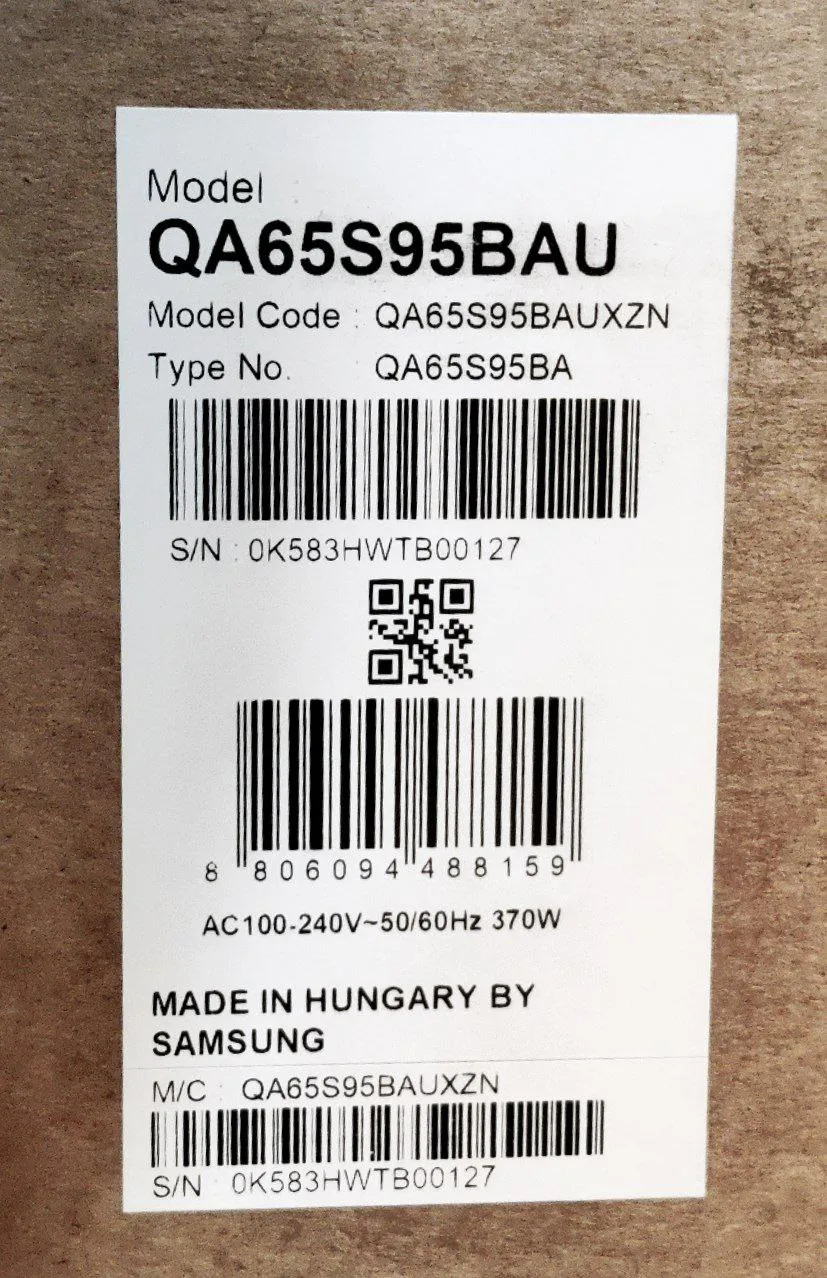 Model
QA65S95BAU
Model Code : QA65S95BAUXZN
Type No. QA65S95BA
S/N : 0K583HWTB00127
8 806094 488159
AC100-240V~50/60Hz 370W
MADE IN HUNGARY BY
SAMSUNG
M/C : QA65S95BAUXZN
S/N 0K583HWTB00127